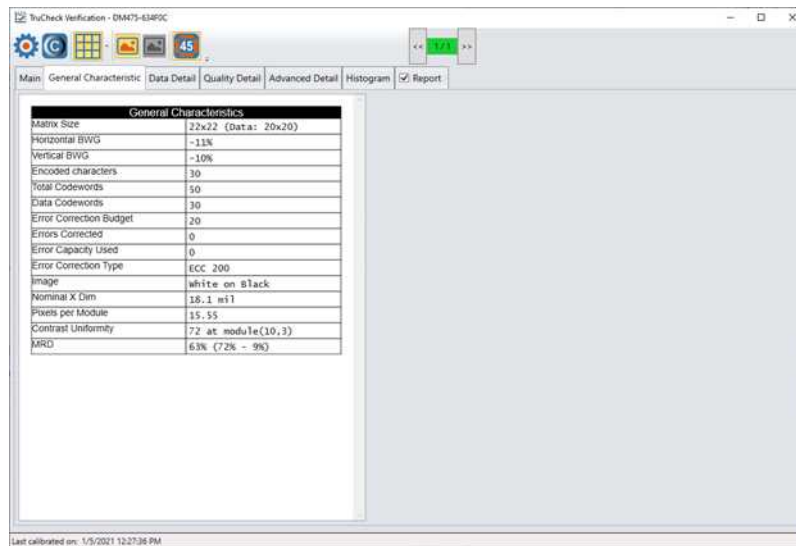 TruCheck Verification - DM475-634F0C
45
<< 1/1 >>
Main General Characteristic Data Detail Quality Detail Advanced Detail Histogram Report
General Characteristics
Matrix Size 22x22 (Data: 20x20)
Horizontal BWG -11%
Vertical BWG -10%
Encoded characters 30
Total Codewords 50
Data Codewords 30
Error Correction Budget 20
Errors Corrected 0
Error Capacity Used 0
Error Correction Type ECC 200
Image White on Black
Nominal X Dim 18.1 mil
Pixels per Module 15.55
Contrast Uniformity 72 at module(10,3)
MRD 63% (72% - 9%)
Last calibrated on: 1/5/2021 12:27:36 PM